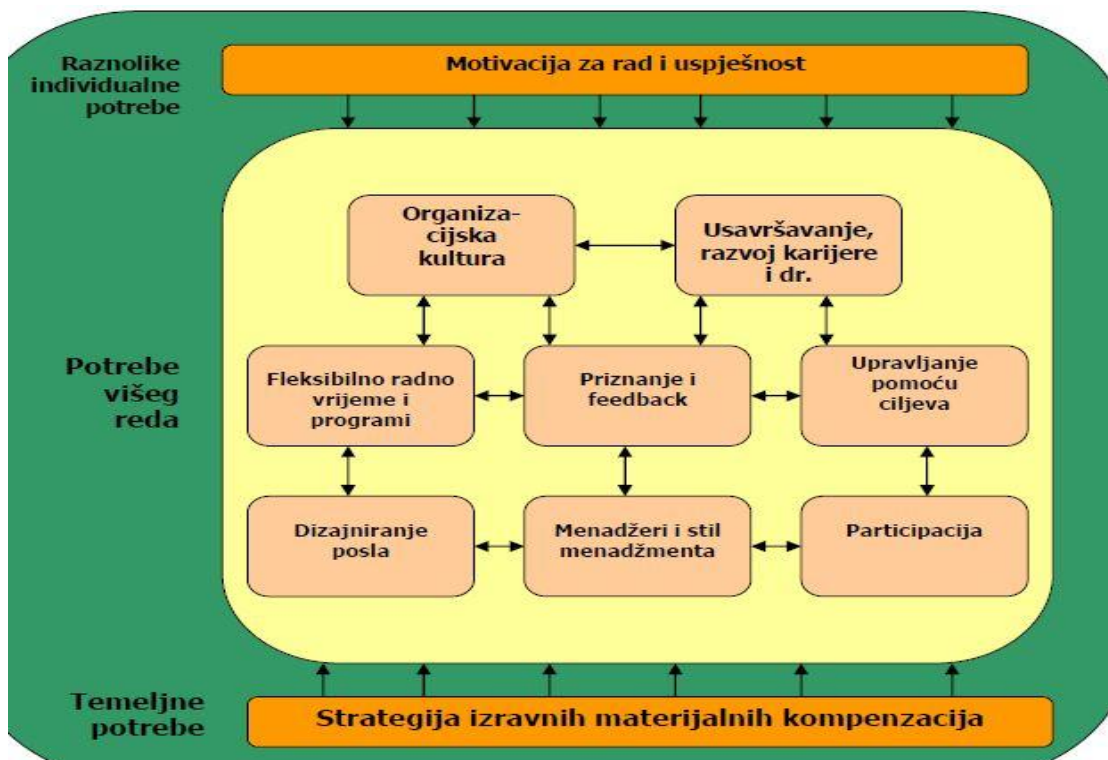 Raznolike
individualne
potrebe
Motivacija za rad i uspješnost
Organiza-
cijska
kultura
Usavršavanje,
razvoj karijere
i dr.
Potrebe
višeg
reda
Fleksibilno radno
vrijeme i
programi
Priznanje i
feedback
Upravljanje
pomoću
ciljeva
Dizajniranje
posla
Menadžeri i stil
menadžmenta
Participacija
Temeljne
potrebe
Strategija izravnih materijalnih kompenzacija